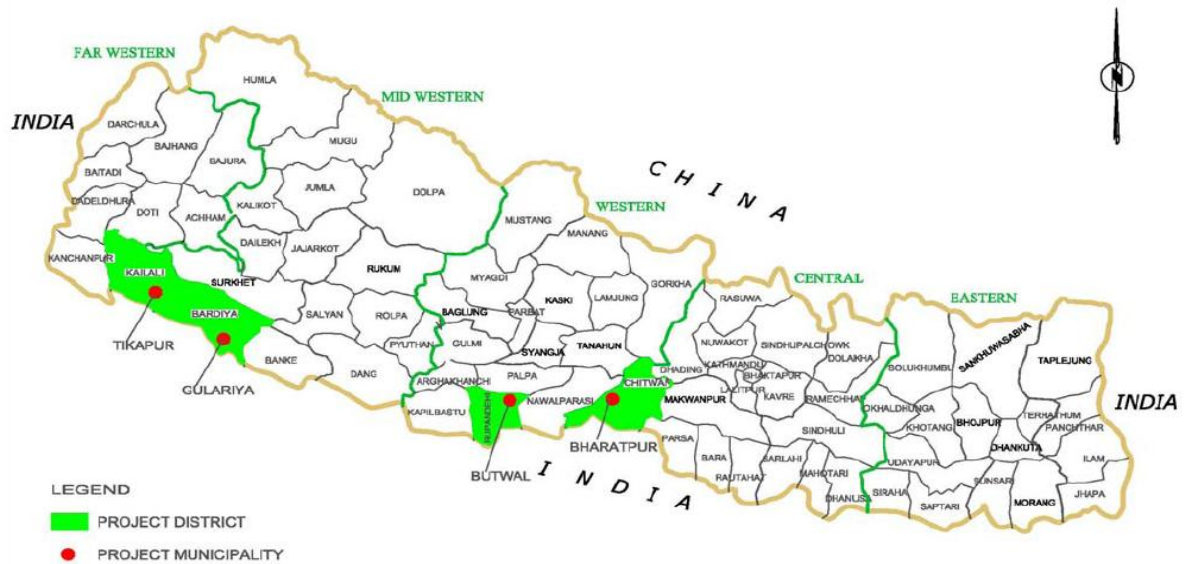 FAR WESTERN
HUMLA
MID WESTERN
INDIA
DARCHULA
BAJHANG
BAJURA
MUGU
BAITADI
JUMLA
DOLPA
DADELDHURA
DOTI
ACHHAM
KALIKOT
CHINA
WESTERN
MUSTANG
MANANG
KANCHANPUR
DAILEKH
JAJARKOT
KAILALI
SURKHET
RUKUM
MYAGDI
GORKHA
CENTRAL
RASUWA
EASTERN
BARDIYA
SALYAN
ROLPA
BAGLUNG
PARBAT
KASKI
LAMJUNG
TIKAPUR
GULARIYA
BANKE
DANG
PYUTHAN
GULMI
SYANGJA
TANAHUN
NUWAKOT
SINDHUPALCHOWK
DOLAKHA
SANKHUWASABHA
TAPLEJUNG
SOLUKHUMBU
DHADING
KATHMANDU
BHAKTAPUR
LALITPUR
KAVRE
RAMECHHAP
ARGHAKHANCHI
PALPA
CHITWAN
MAKWANPUR
KAPILBASTU
RUPANDEHI
NAWALPARASI
OKHALDHUNGA
KHOTANG
BHOJPUR
TERHATHUM
PANCHTHAR
INDIA
BUTWAL
BHARATPUR
SINDHULI
DHANKUTA
PARSA
BARA
RAUTAHAT
SARLAHI
MAHOTARI
DHANUSA
UDAYAPUR
SIRAHA
SAPTARI
SUNSARI
MORANG
ILAM
JHAPA
INDIA
LEGEND
PROJECT DISTRICT
PROJECT MUNICIPALITY
N